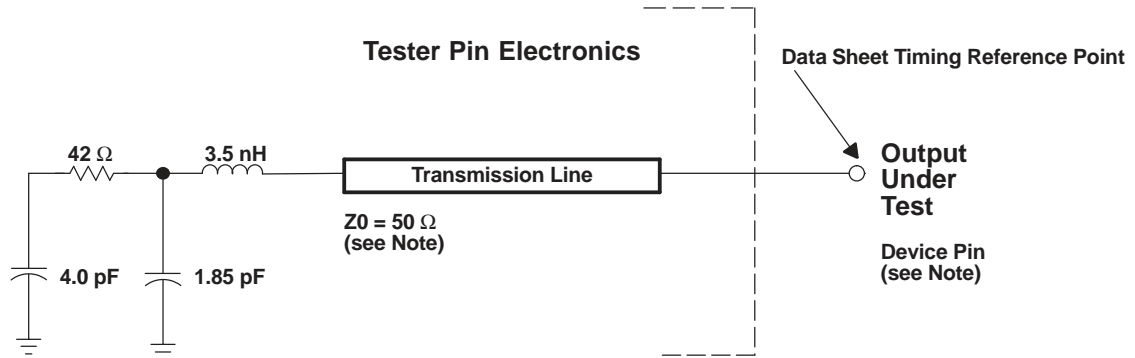 Tester Pin Electronics
Data Sheet Timing Reference Point
42 Ω
3.5 nH
Transmission Line
Output
Under
Test
Z0 = 50 Ω
(see Note)
Device Pin
(see Note)
4.0 pF
1.85 pF